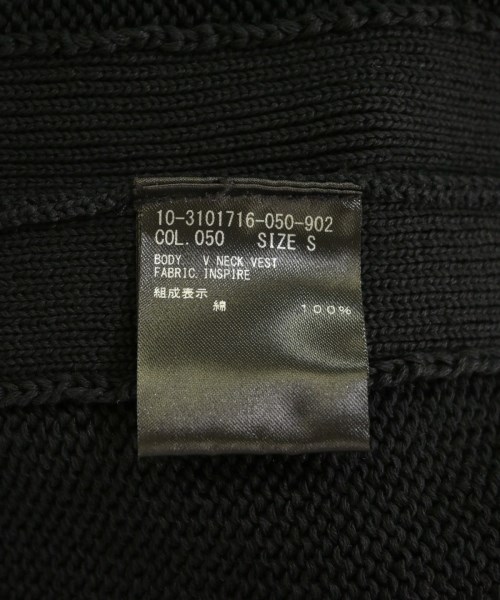 10-3101716-050-902
COL. 050 SIZE S
BODY V NECK VEST
FABRIC. INSPIRE
組成表示
綿 100%